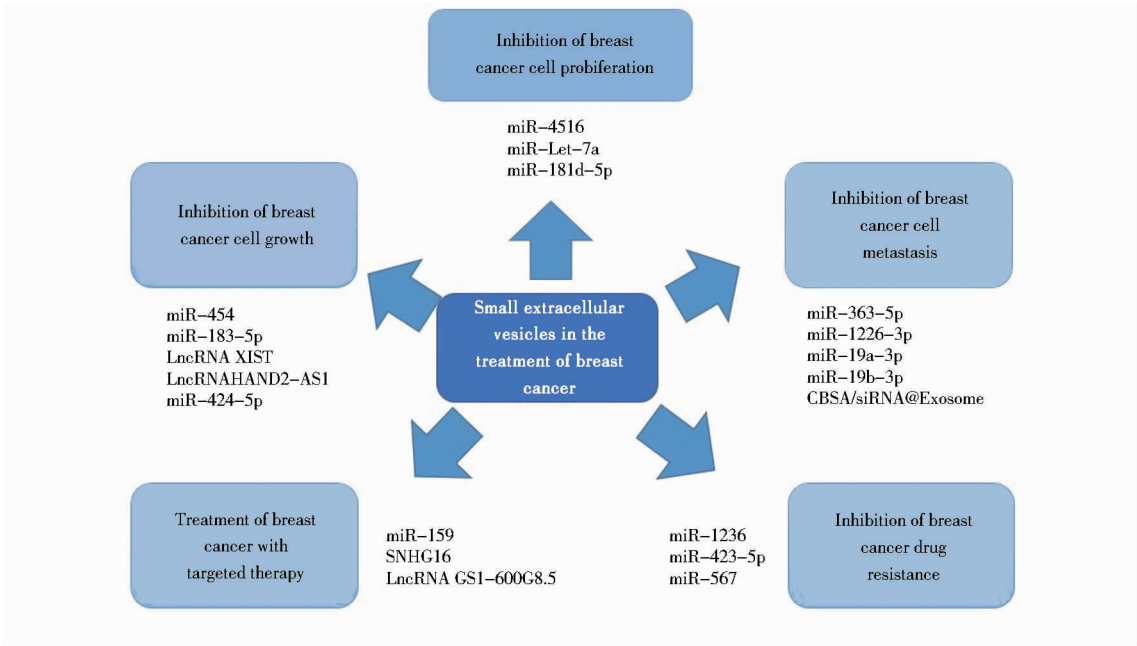 Inhibition of breast
cancer cell probiferation
miR-4516
miR-Let-7a
miR-181d-5p
Inhibition of breast
cancer cell growth
miR-454
miR-183-5p
LncRNA XIST
LncRNAHAND2-AS1
miR-424-5p
Small extracellular
vesicles in the
treatment of breast
cancer
Inhibition of breast
cancer cell
metastasis
miR-363-5p
miR-1226-3p
miR-19a-3p
miR-19b-3p
CBSA/siRNA@Exosome
Treatment of breast
cancer with
targeted therapy
miR-159
SNHG16
LncRNA GS1-600G8.5
miR-1236
miR-423-5p
miR-567
Inhibition of breast
cancer drug
resistance